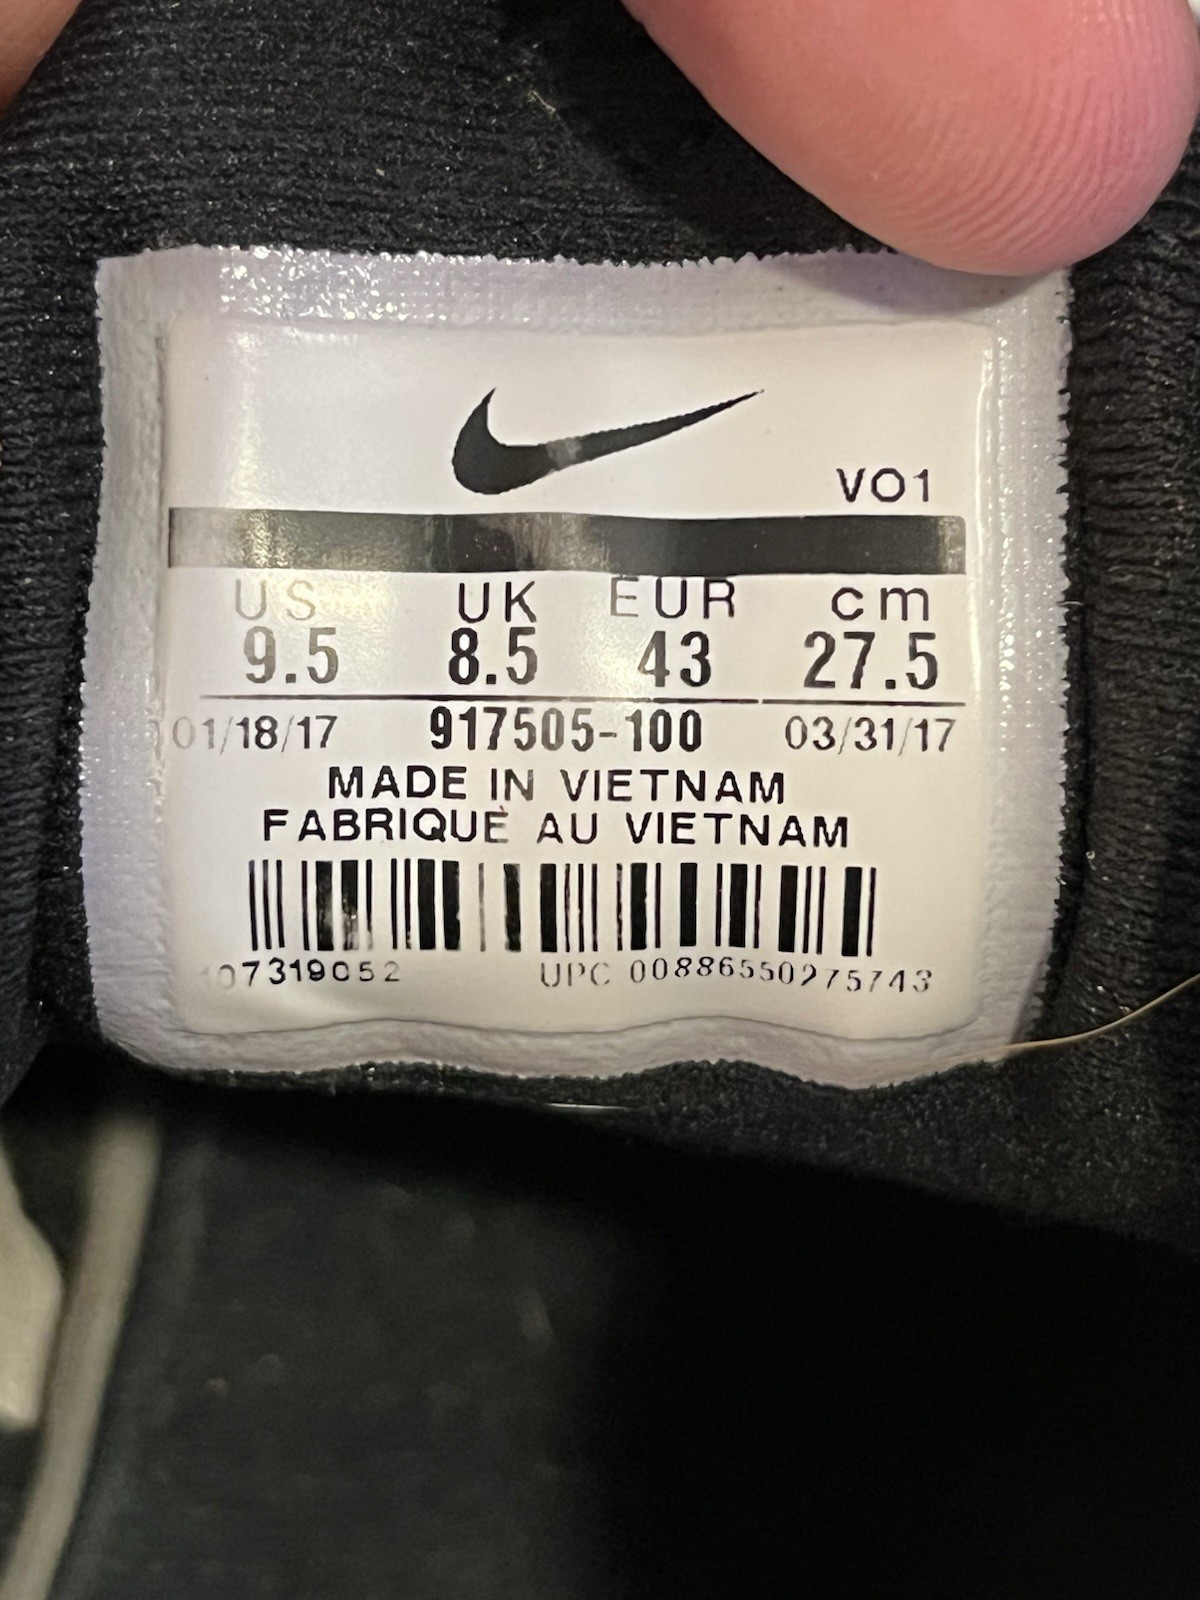 VO1
US UK EUR cm
9.5 8.5 43 27.5
01/18/17 917505-100 03/31/17
MADE IN VIETNAM
FABRIQUÈ AU VIETNAM
UPC 00886550275743